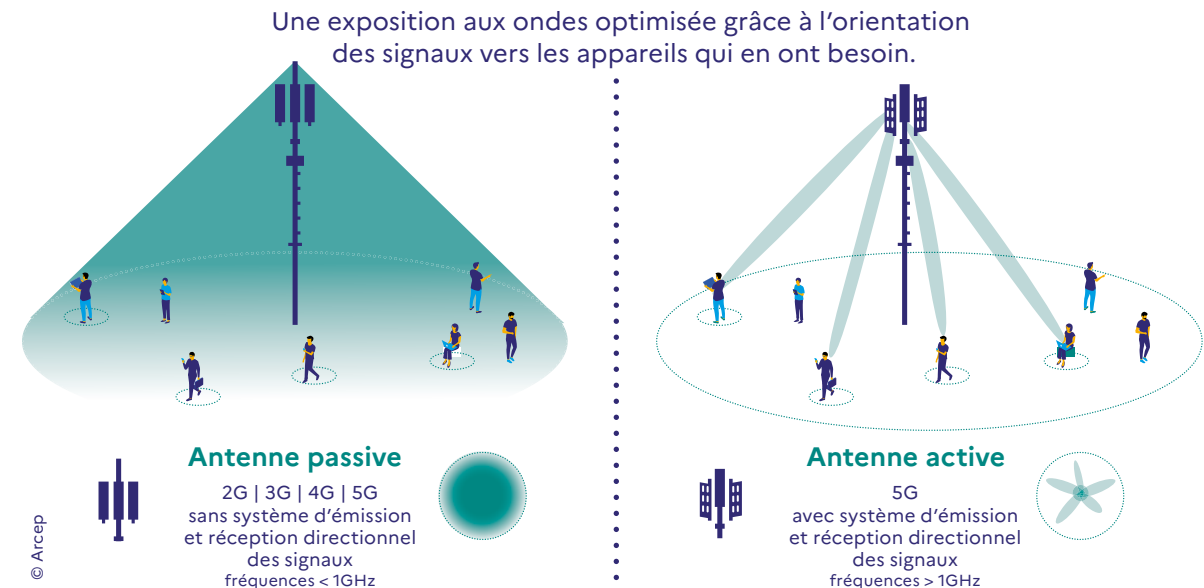 Une exposition aux ondes optimisée grâce à l'orientation
des signaux vers les appareils qui en ont besoin.
Antenne passive
2G | 3G | 4G | 5G
sans système d'émission
et réception directionnel
des signaux
fréquences < 1GHz
Antenne active
5G
avec système d'émission
et réception directionnel
des signaux
fréquences > 1GHz
© Arcep